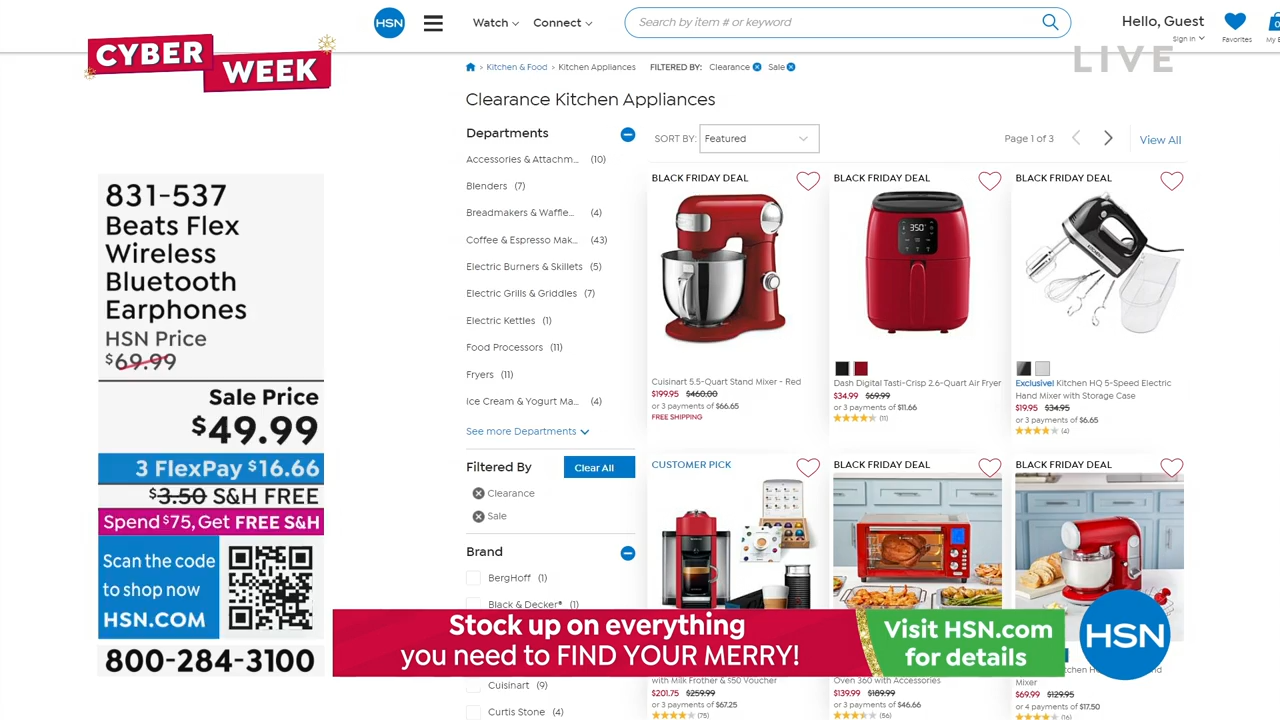 HSN
Watch
Connect
Search by item # or keyword
Hello, Guest
Sign in
Favorites
LIVE
CYBER
WEEK
> Kitchen & Food > Kitchen Appliances
FILTERED BY: Clearance Sale
Clearance Kitchen Appliances
831-537
Beats Flex
Wireless
Bluetooth
Earphones
HSN Price
$69.99
Sale Price
$49.99
3 FlexPay $16.66
$3.50 S&H FREE
Spend $75, Get FREE S&H
Scan the code
to shop now
HSN.COM
800-284-3100
Departments
Accessories & Attachm... (10)
Blenders (7)
Breadmakers & Waffle... (4)
Coffee & Espresso Mak... (43)
Electric Burners & Skillets (5)
Electric Grills & Griddles (7)
Electric Kettles (1)
Food Processors (11)
Fryers (11)
Ice Cream & Yogurt Ma... (4)
See more Departments
Filtered By
Clear All
Clearance
Sale
Brand
BergHoff (1)
Black & Decker® (1)
Cuisinart (9)
Curtis Stone (4)
SORT BY: Featured
Page 1 of 3
View All
BLACK FRIDAY DEAL
Cuisinart 5.5-Quart Stand Mixer - Red
$199.95 $460.00
or 3 payments of $66.65
FREE SHIPPING
BLACK FRIDAY DEAL
350°
Dash Digital Tasti-Crisp 2.6-Quart Air Fryer
$34.99 $69.99
or 3 payments of $11.66
(11)
BLACK FRIDAY DEAL
Exclusive! Kitchen HQ 5-Speed Electric
Hand Mixer with Storage Case
$19.95 $34.95
or 3 payments of $6.65
(4)
CUSTOMER PICK
with Milk Frother & $50 Voucher
$201.75 $259.99
or 3 payments of $67.25
(75)
BLACK FRIDAY DEAL
Oven 360 with Accessories
$139.99 $189.99
or 3 payments of $46.66
(56)
BLACK FRIDAY DEAL
Mixer
$69.99 $129.95
or 4 payments of $17.50
(16)
Stock up on everything
you need to FIND YOUR MERRY!
Visit HSN.com
for details
HSN